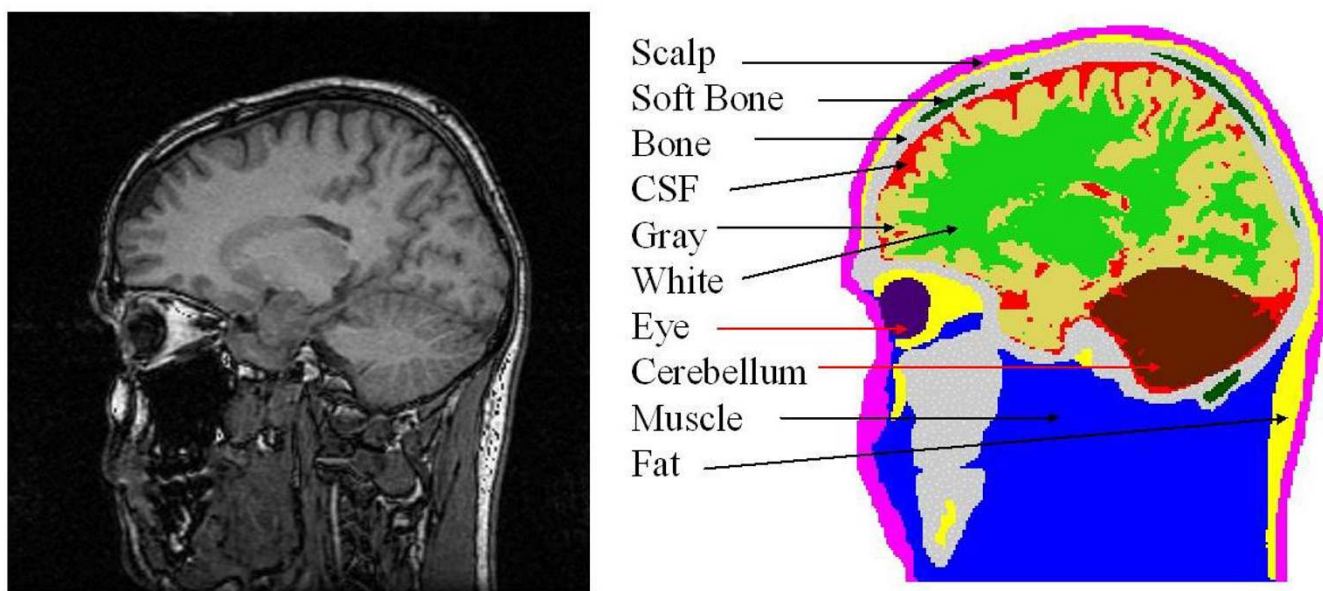 Scalp
Soft Bone
Bone
CSF
Gray
White
Eye
Cerebellum
Muscle
Fat